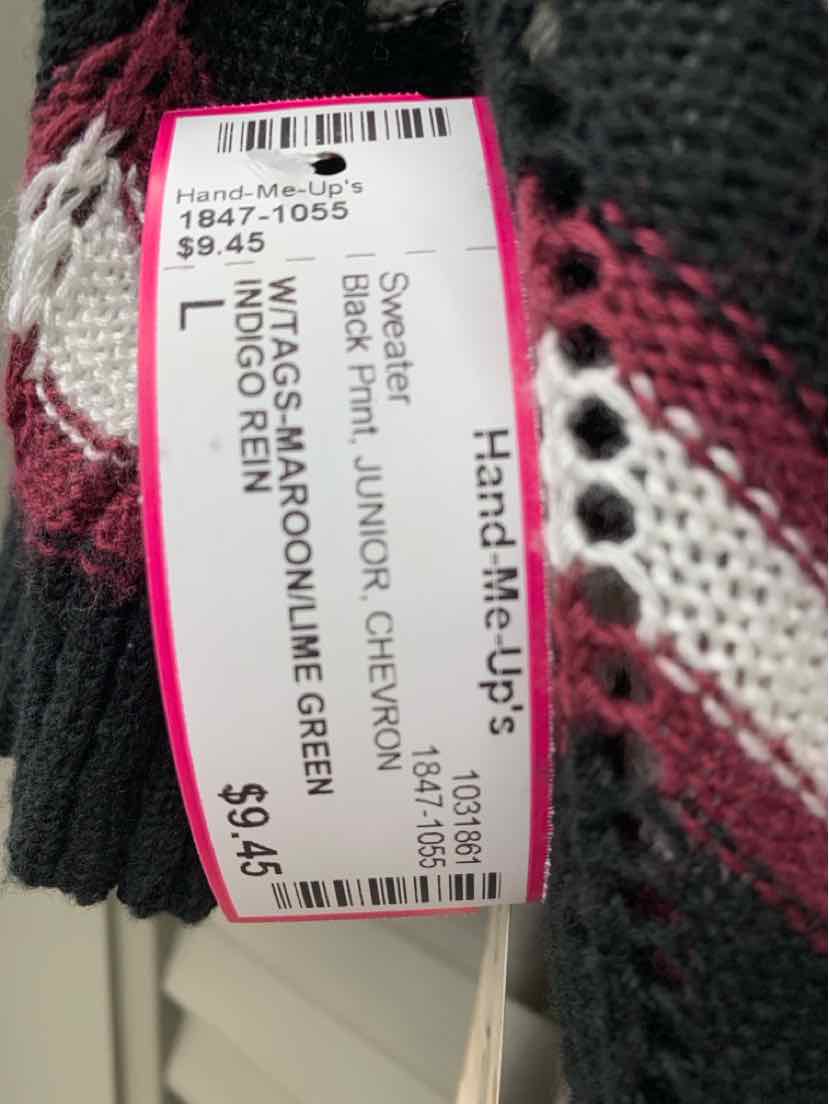 Hand-Me-Up's
1847-1055
$9.45
Hand-Me-Up's
1031861
1847-1055
Sweater
Black Print, JUNIOR, CHEVRON
W/TAGS-MAROON/LIME GREEN
INDIGO REIN
L
$9.45